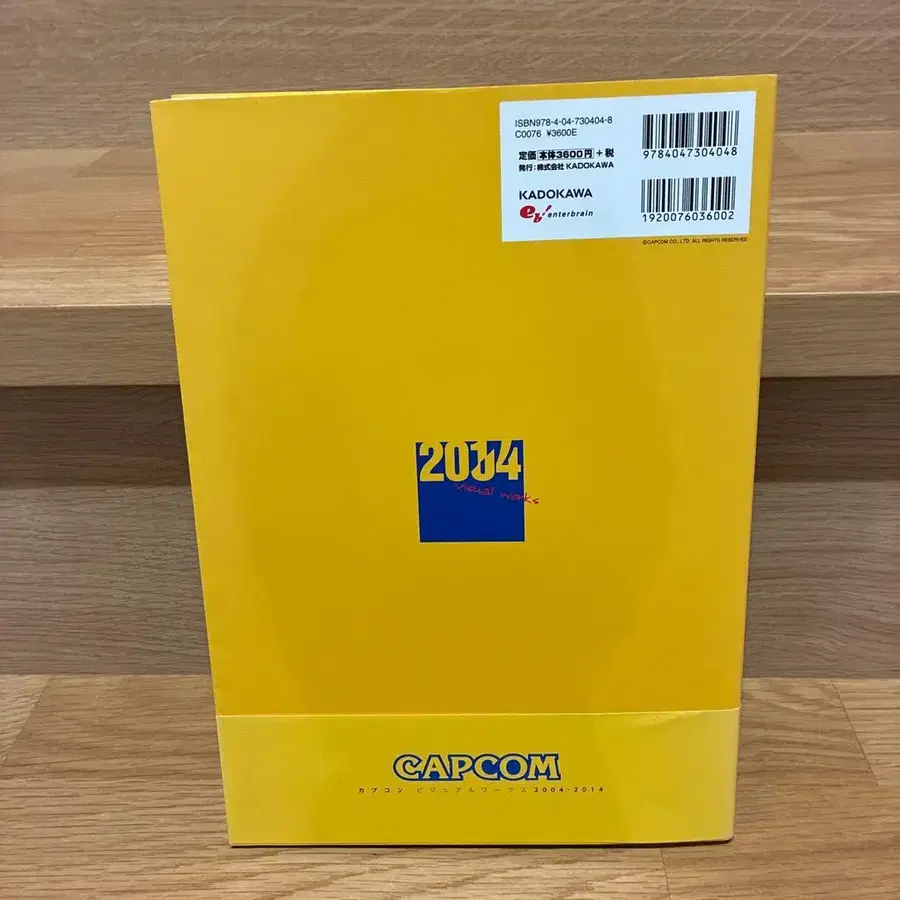 ISBN978-4-04-730404-8
C0076 ¥3600E
定価 本体3600円 +税
発行:株式会社 KADOKAWA
9784047304048
KADOKAWA
eb! enterbrain
1920076036002
©CAPCOM CO., LTD. ALL RIGHTS RESERVED
2014
visual works
CAPCOM
カプコン ビジュアルワークス 2004-2014